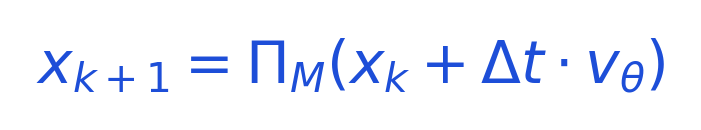 x_{k+1} = Π_M(x_k + Δt · v_θ)